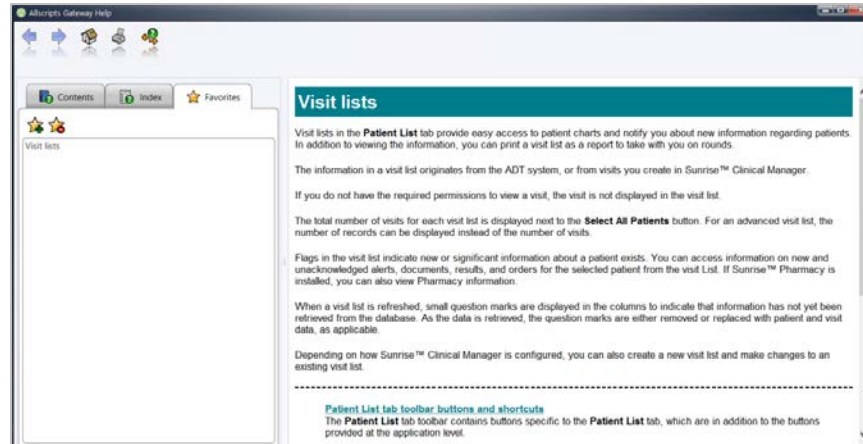 Allscripts Gateway Help
Contents
Index
Favorites
Visit lists
Visit lists
Visit lists in the Patient List tab provide easy access to patient charts and notify you about new information regarding patients.
In addition to viewing the information, you can print a visit list as a report to take with you on rounds.
The information in a visit list originates from the ADT system, or from visits you create in Sunrise™ Clinical Manager.
If you do not have the required permissions to view a visit, the visit is not displayed in the visit list.
The total number of visits for each visit list is displayed next to the Select All Patients button. For an advanced visit list, the
number of records can be displayed instead of the number of visits.
Flags in the visit list indicate new or significant information about a patient exists. You can access information on new and
unacknowledged alerts, documents, results, and orders for the selected patient from the visit List. If Sunrise™ Pharmacy is
installed, you can also view Pharmacy information.
When a visit list is refreshed, small question marks are displayed in the columns to indicate that information has not yet been
retrieved from the database. As the data is retrieved, the question marks are either removed or replaced with patient and visit
data, as applicable.
Depending on how Sunrise™ Clinical Manager is configured, you can also create a new visit list and make changes to an
existing visit list.
Patient List tab toolbar buttons and shortcuts
The Patient List tab toolbar contains buttons specific to the Patient List tab, which are in addition to the buttons
provided at the application level.